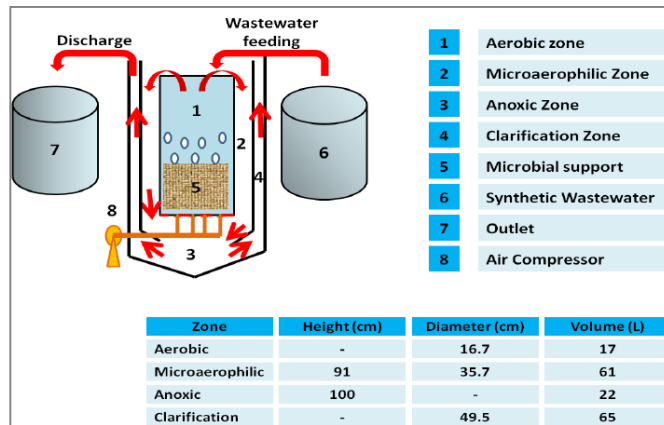 Discharge
Wastewater
feeding
1
2
3
4
5
6
7
8
1 Aerobic zone
2 Microaerophilic Zone
3 Anoxic Zone
4 Clarification Zone
5 Microbial support
6 Synthetic Wastewater
7 Outlet
8 Air Compressor
Zone Height (cm) Diameter (cm) Volume (L)
Aerobic - 16.7 17
Microaerophilic 91 35.7 61
Anoxic 100 - 22
Clarification - 49.5 65